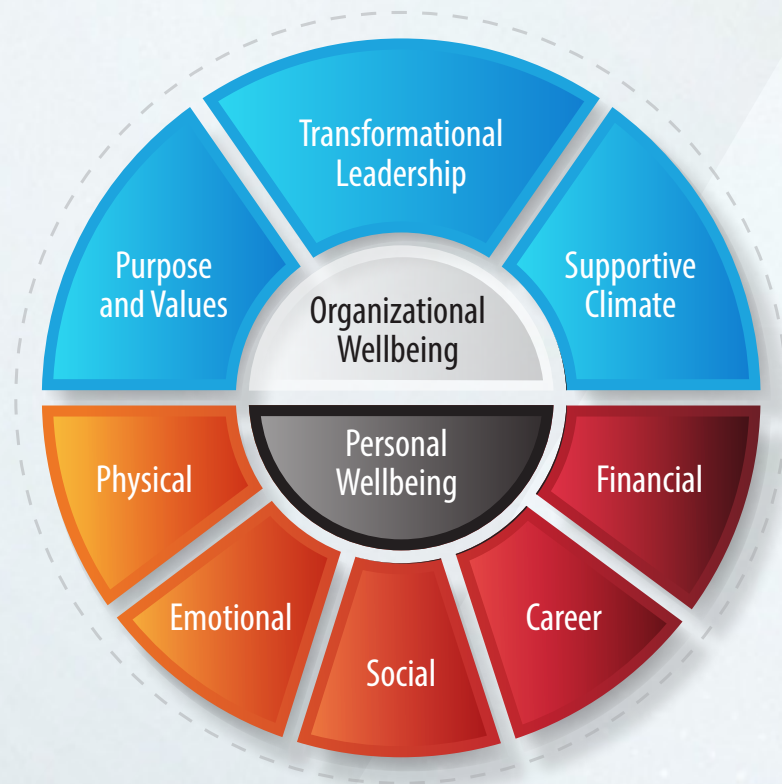 Transformational
Leadership
Purpose
and Values
Supportive
Climate
Organizational
Wellbeing
Personal
Wellbeing
Physical
Financial
Emotional
Career
Social